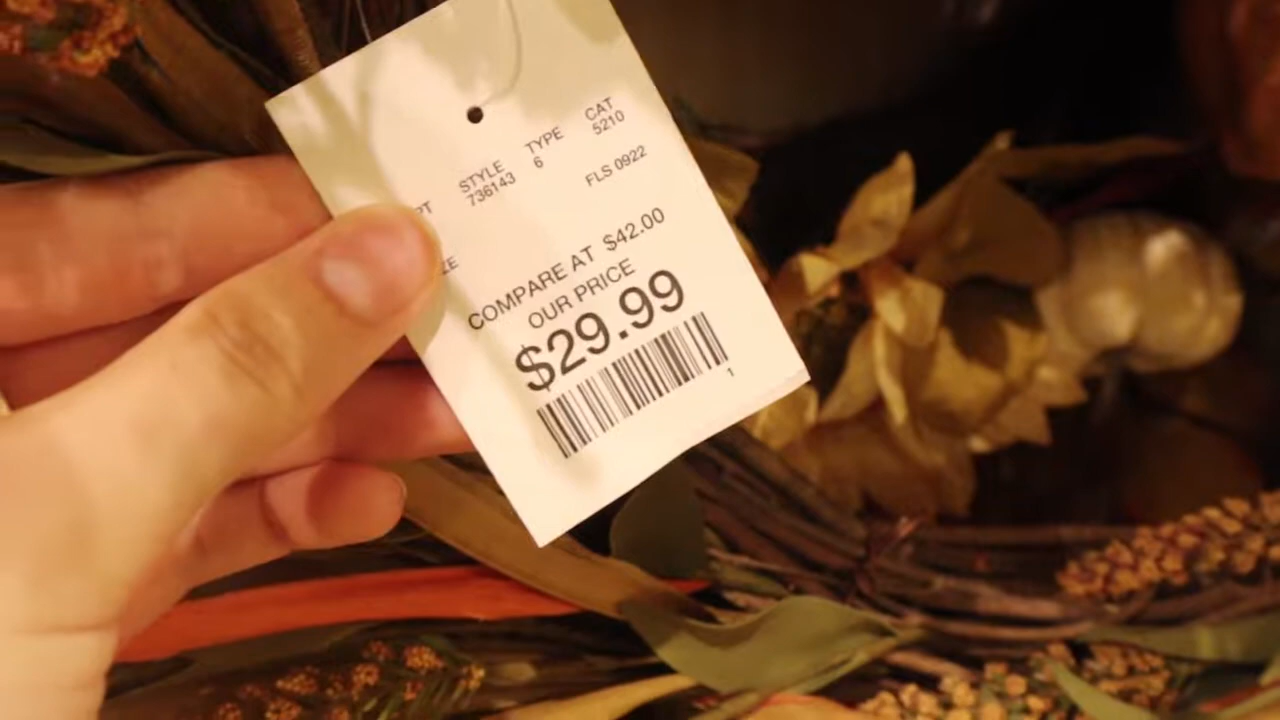 STYLE TYPE CAT
736143 6 5210
FLS 0922
COMPARE AT $42.00
OUR PRICE
$29.99
1